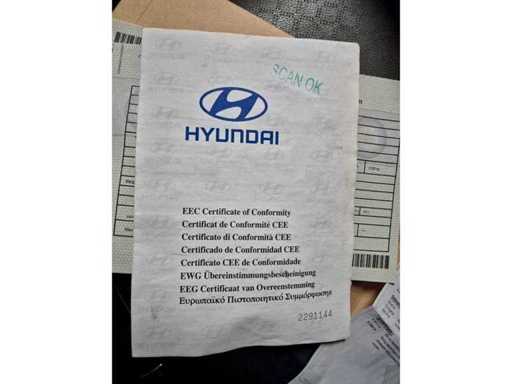 SCAN OK
HYUNDAI
EEC Certificate of Conformity
Certificat de Conformité CEE
Certificato di Conformità CEE
Certificado de Conformidad CEE
Certificato CEE de Conformidade
EWG Übereinstimmungsbescheinigung
EEG Certificaat van Overeenstemming
Ευρωπαϊκό Πιστοποιητικό Συμμόρφωσης
2291144